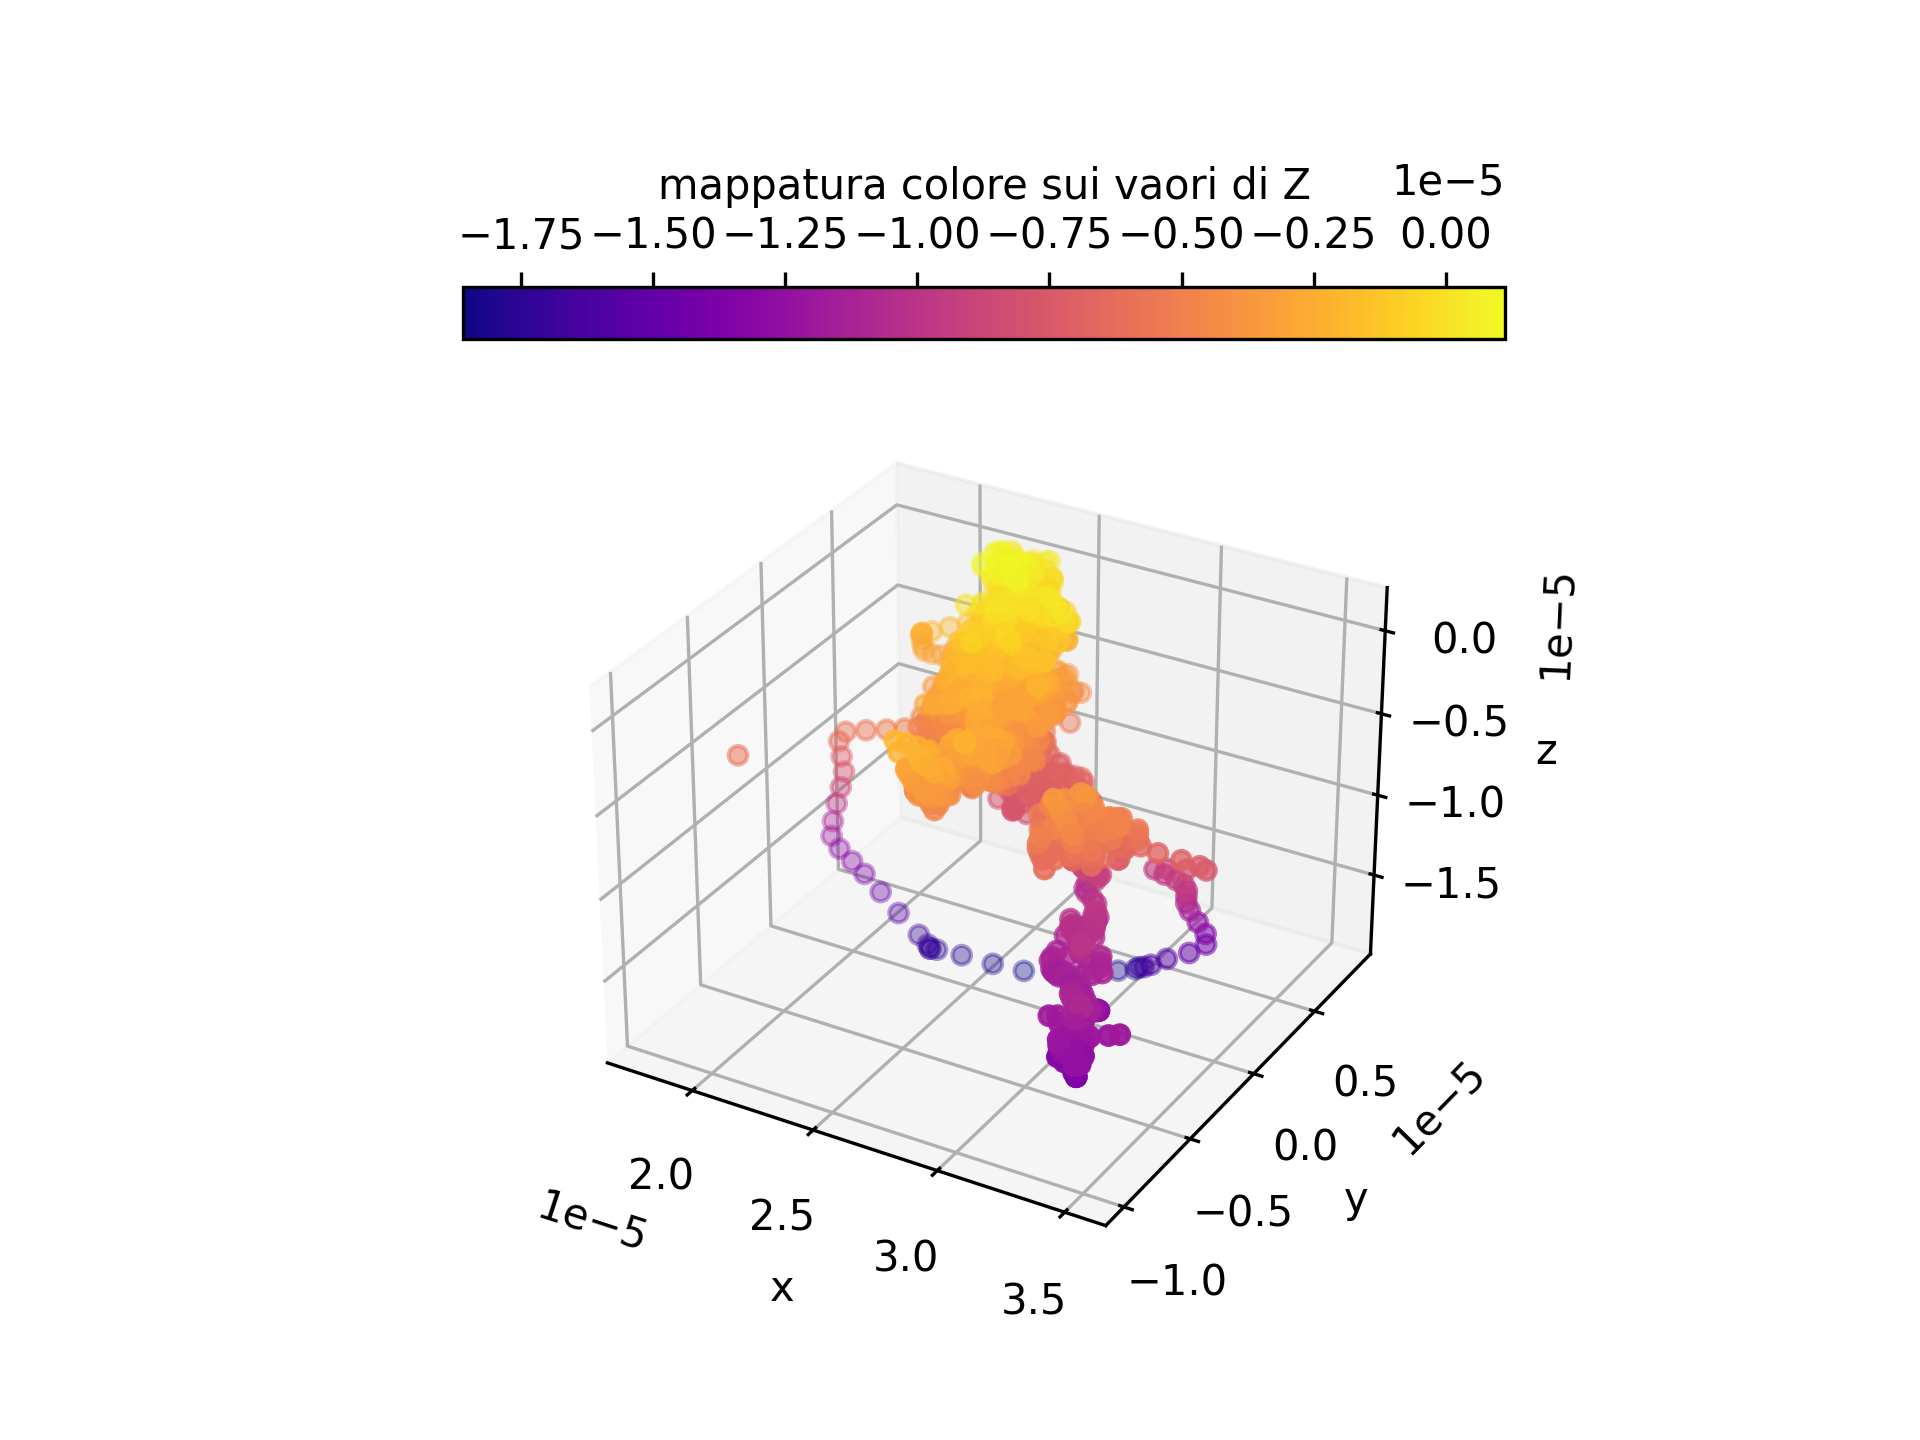 mappatura colore sui vaori di Z 1e−5
−1.75 −1.50 −1.25 −1.00 −0.75 −0.50 −0.25 0.00
1e−5
0.0
−0.5
z
−1.0
−1.5
0.5
1e−5
0.0
y
−0.5
−1.0
2.0
1e−5
2.5
3.0
x
3.5